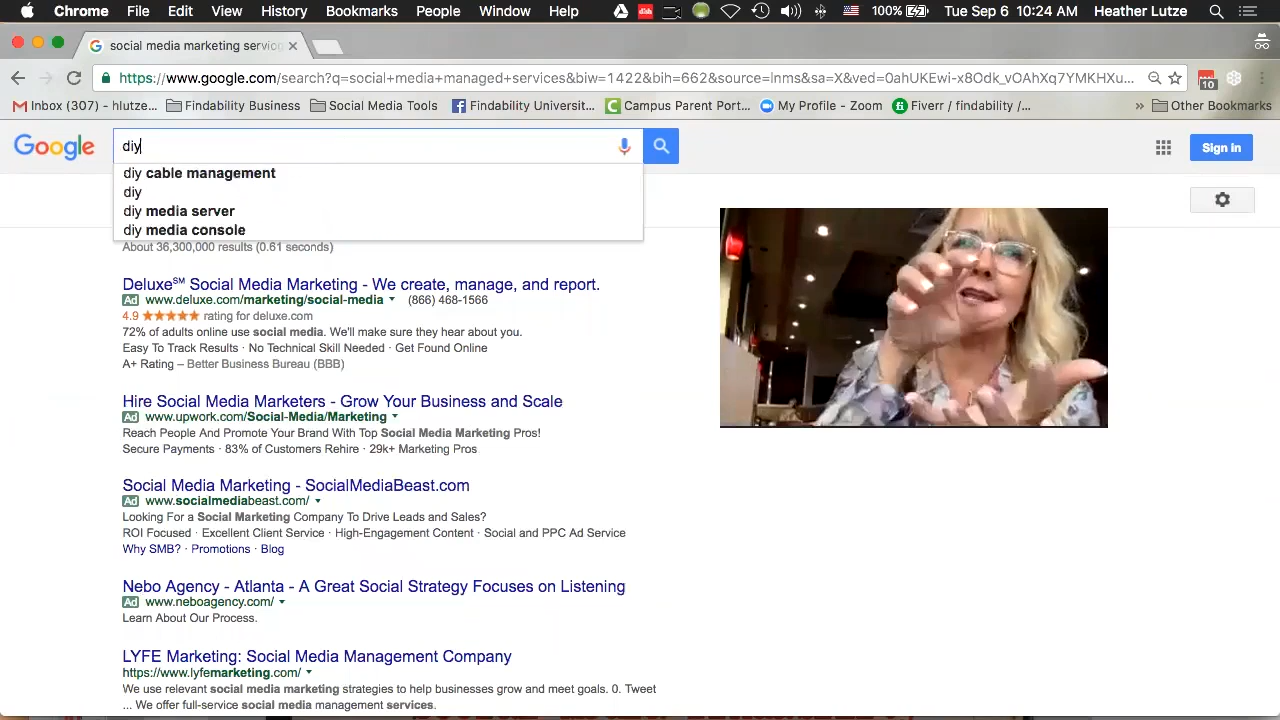 Chrome File Edit View History Bookmarks People Window Help dish 100% Tue Sep 6 10:24 AM Heather Lutze
social media marketing service
https://www.google.com/search?q=social+media+managed+services&biw=1422&bih=662&source=lnms&sa=X&ved=0ahUKEwi-x8Odk_vOAhXq7YMKHXu... 10
Inbox (307) - hlutze... Findability Business Social Media Tools Findability Universit... Campus Parent Port... My Profile - Zoom Fiverr / findability /... » Other Bookmarks
Google diy Sign in
diy cable management
diy
diy media server
diy media console
About 36,300,000 results (0.61 seconds)
Deluxe℠ Social Media Marketing - We create, manage, and report.
Ad www.deluxe.com/marketing/social-media (866) 468-1566
4.9 ★★★★★ rating for deluxe.com
72% of adults online use social media. We'll make sure they hear about you.
Easy To Track Results · No Technical Skill Needed · Get Found Online
A+ Rating – Better Business Bureau (BBB)
Hire Social Media Marketers - Grow Your Business and Scale
Ad www.upwork.com/Social-Media/Marketing
Reach People And Promote Your Brand With Top Social Media Marketing Pros!
Secure Payments · 83% of Customers Rehire · 29k+ Marketing Pros
Social Media Marketing - SocialMediaBeast.com
Ad www.socialmediabeast.com/
Looking For a Social Marketing Company To Drive Leads and Sales?
ROI Focused · Excellent Client Service · High-Engagement Content · Social and PPC Ad Service
Why SMB? · Promotions · Blog
Nebo Agency - Atlanta - A Great Social Strategy Focuses on Listening
Ad www.neboagency.com/
Learn About Our Process.
LYFE Marketing: Social Media Management Company
https://www.lyfemarketing.com/
We use relevant social media marketing strategies to help businesses grow and meet goals. 0. Tweet
... We offer full-service social media management services.